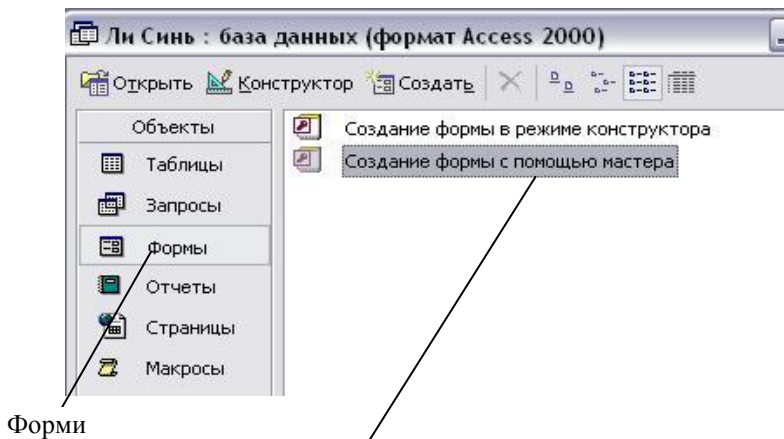 Ли Синь : база данных (формат Access 2000)
Открыть Конструктор Создать
Объекты
Таблицы
Запросы
Формы
Отчеты
Страницы
Макросы
Создание формы в режиме конструктора
Создание формы с помощью мастера
Форми